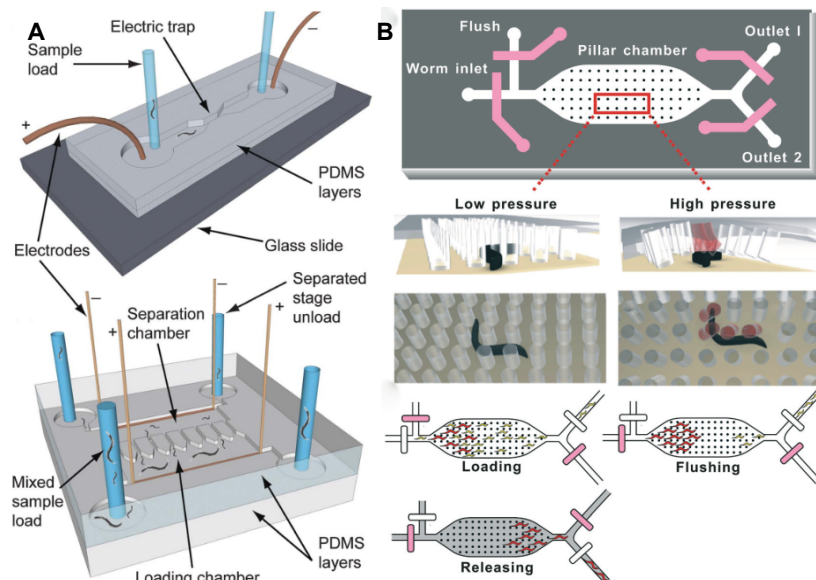 A
Electric trap
Sample
load
−
+
PDMS
layers
Glass slide
Electrodes
−
+
Separation
chamber
−
+
Separated
stage
unload
Mixed
sample
load
PDMS
layers
Loading chamber
B
Flush
Worm inlet
Pillar chamber
Outlet 1
Outlet 2
Low pressure
High pressure
Loading
Flushing
Releasing